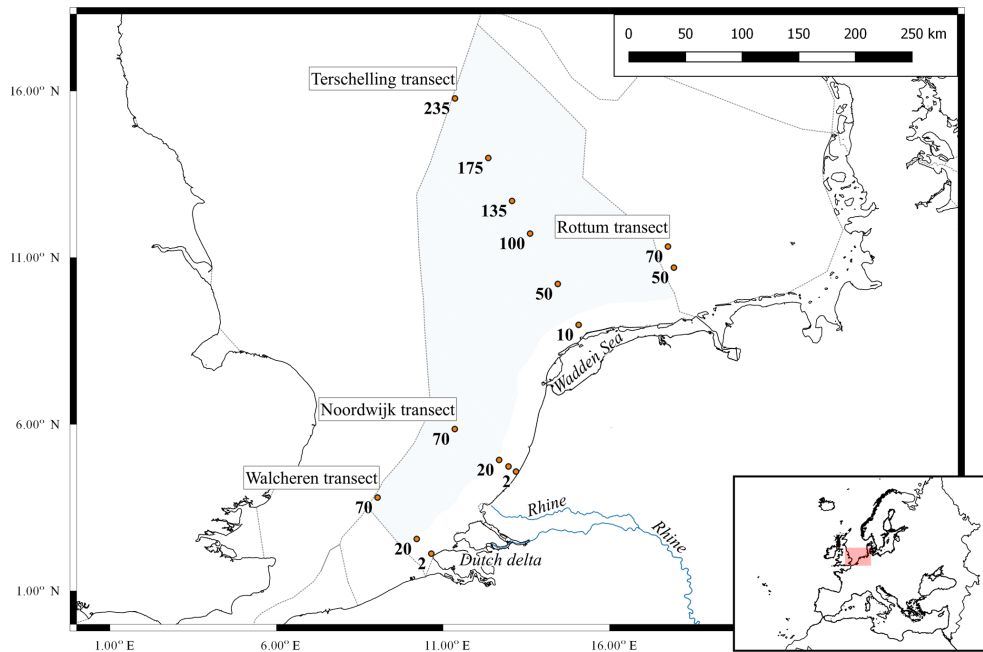 0 50 100 150 200 250 km
Terschelling transect
16.00° N
235
175
135
100
Rottum transect
70
11.00° N
50
50
10
Wadden Sea
Noordwijk transect
6.00° N
70
20
2
Walcheren transect
70
Rhine
Rhine
20
2
Dutch delta
1.00° N
1.00° E 6.00° E 11.00° E 16.00° E